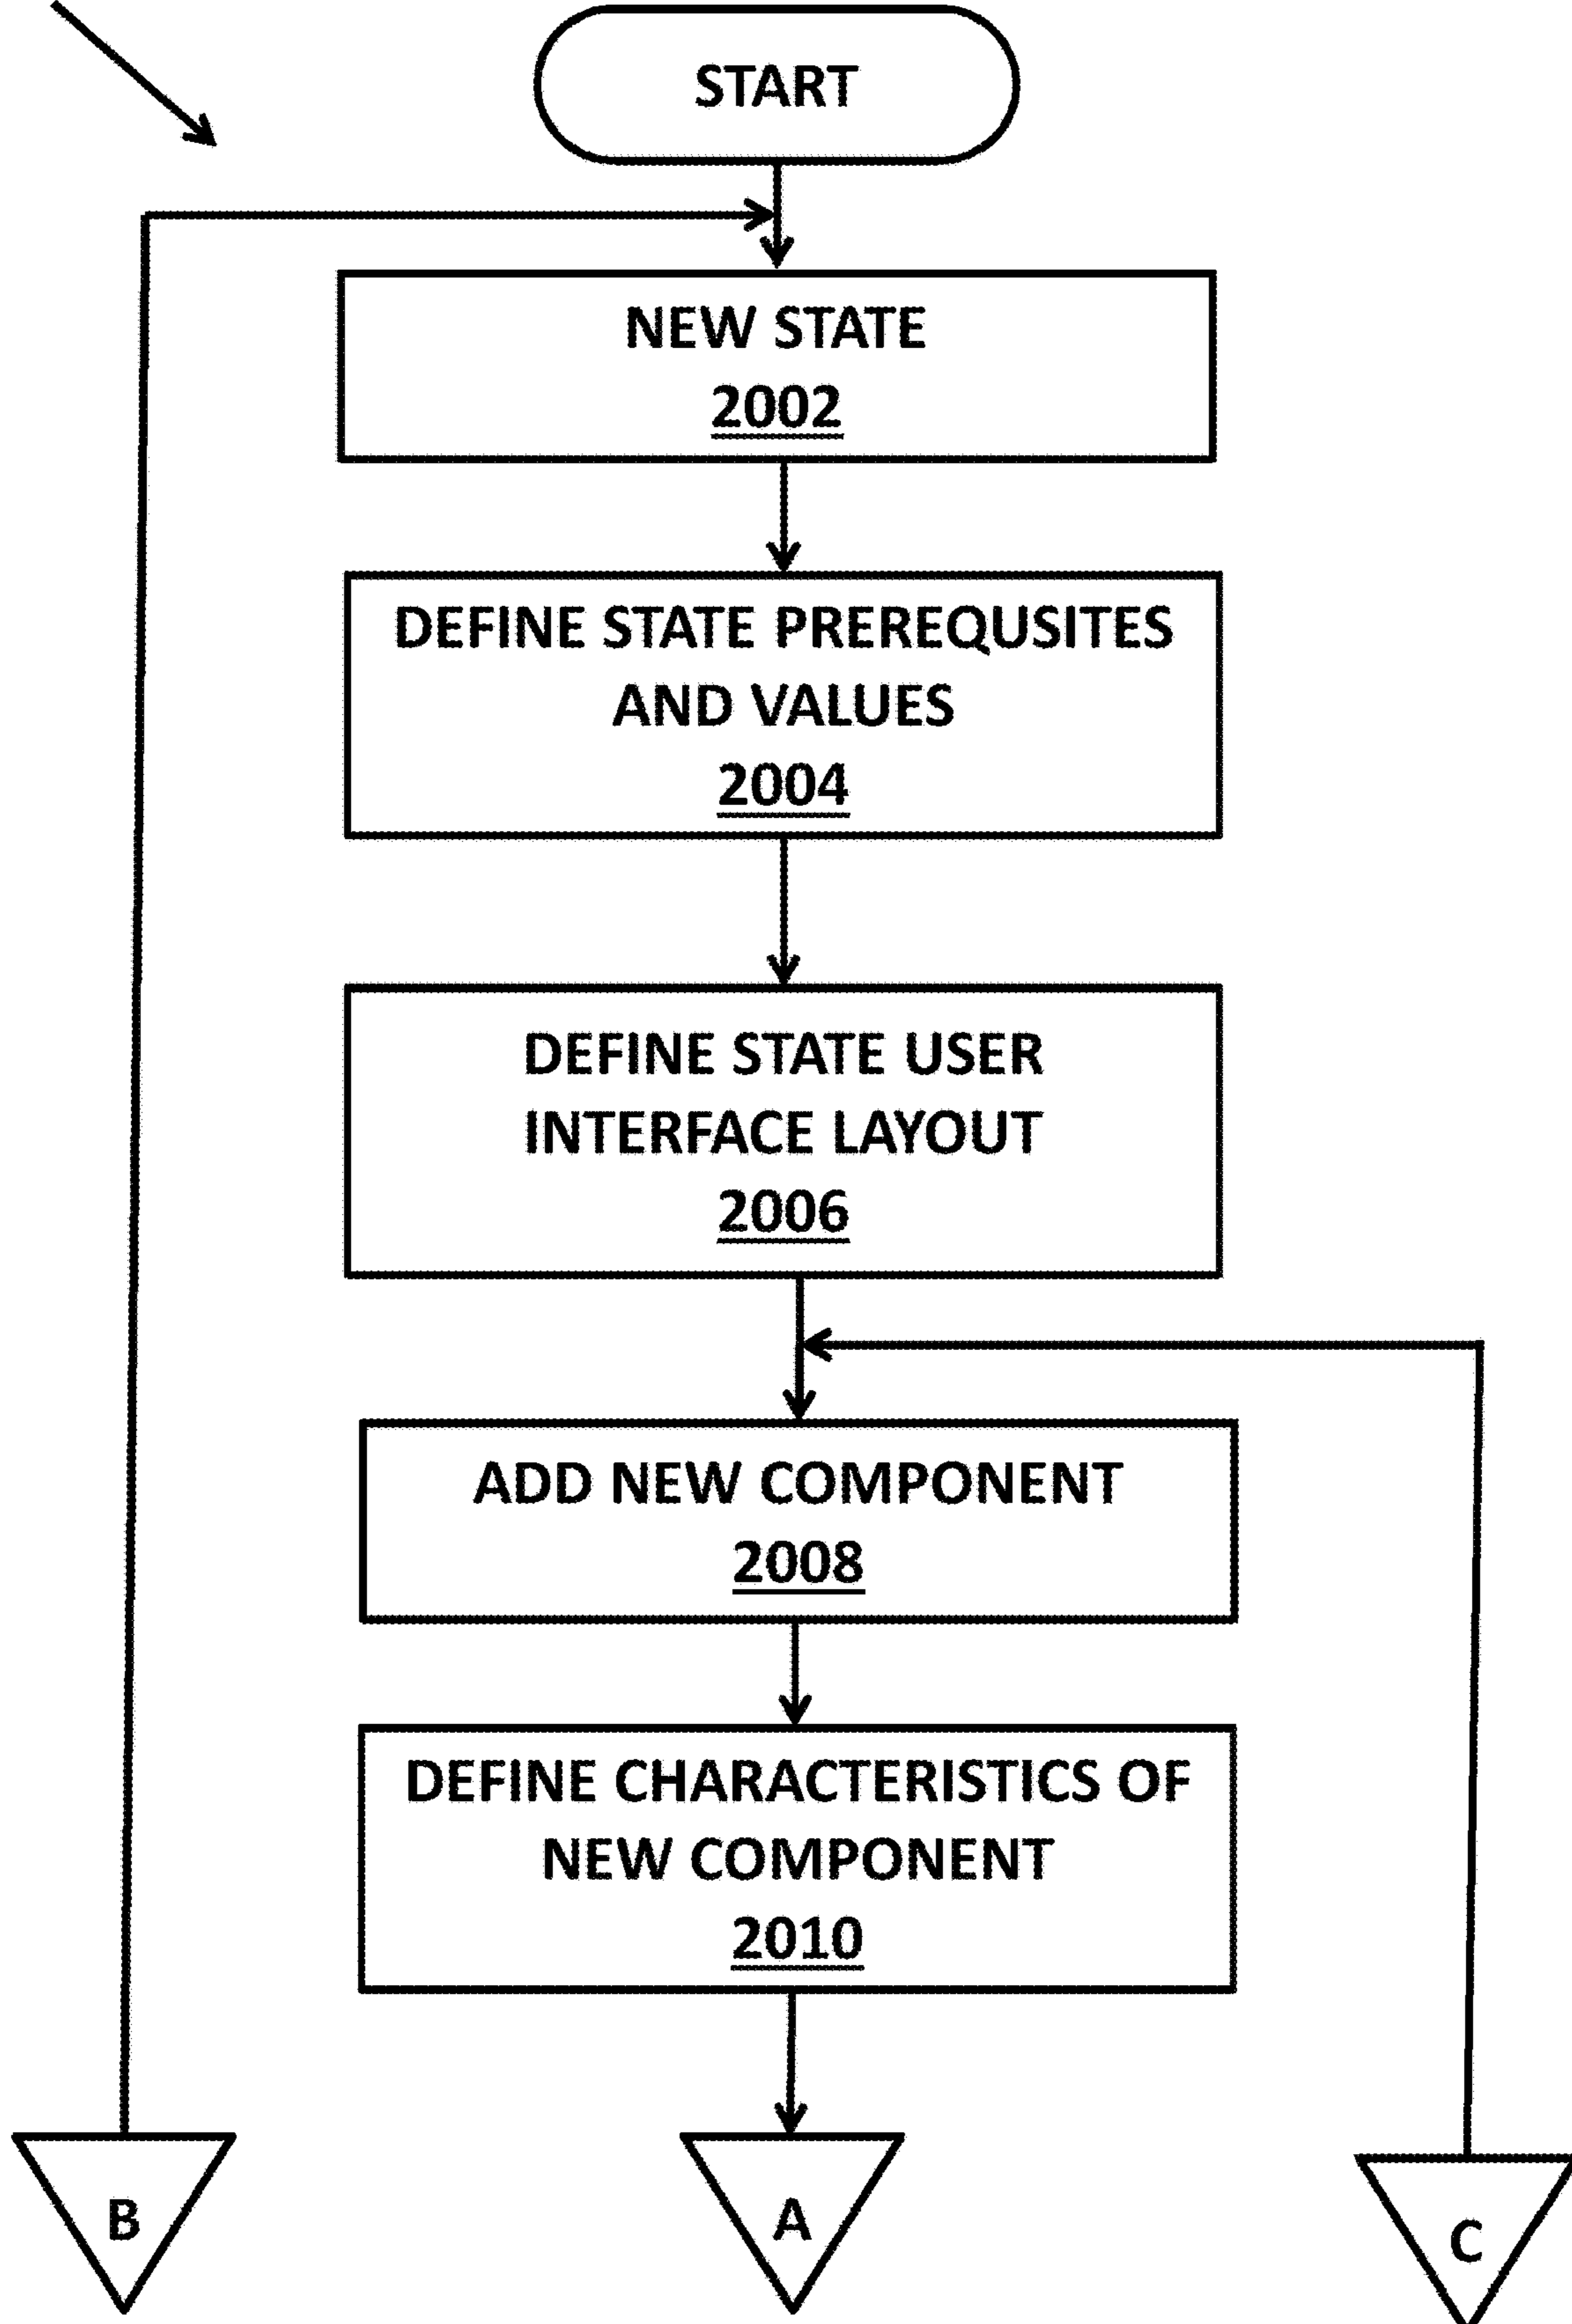 START
NEW STATE
2002
DEFINE STATE PREREQUSITES
AND VALUES
2004
DEFINE STATE USER
INTERFACE LAYOUT
2006
ADD NEW COMPONENT
2008
DEFINE CHARACTERISTICS OF
NEW COMPONENT
2010
B
A
C